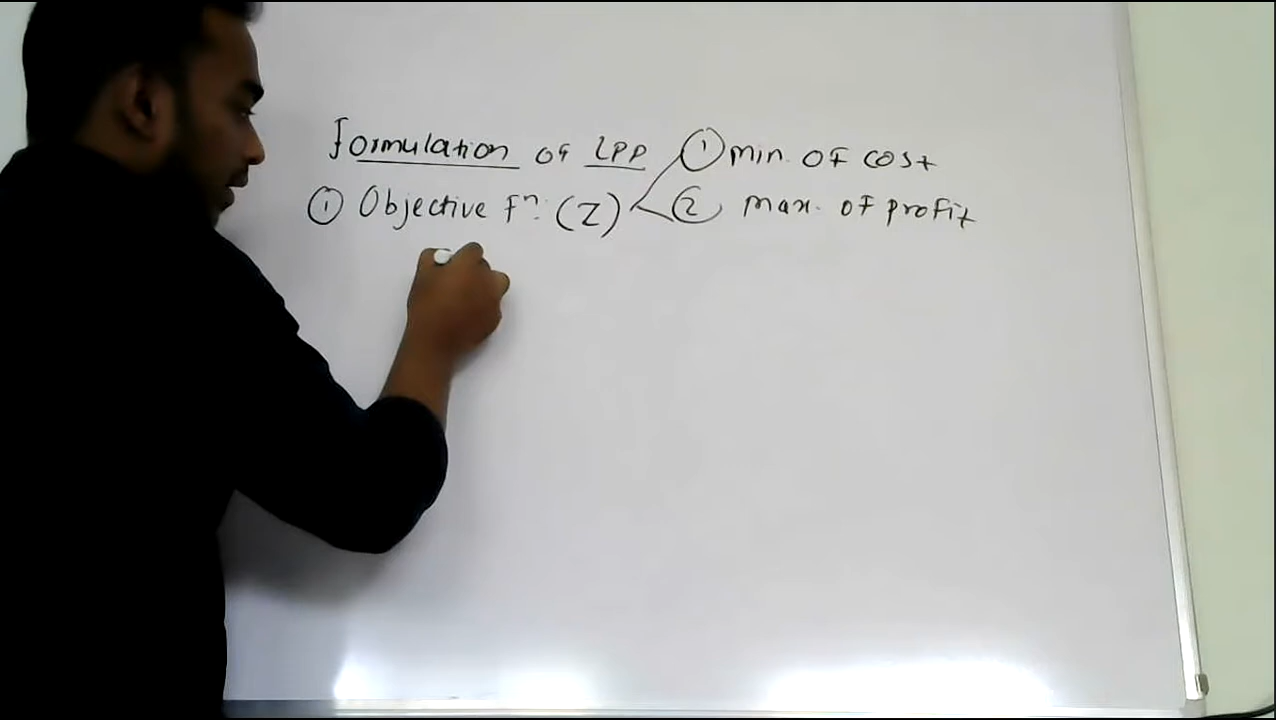 Formulation of LPP ① min. of cost
① Objective fⁿ. (Z) ② max. of profit